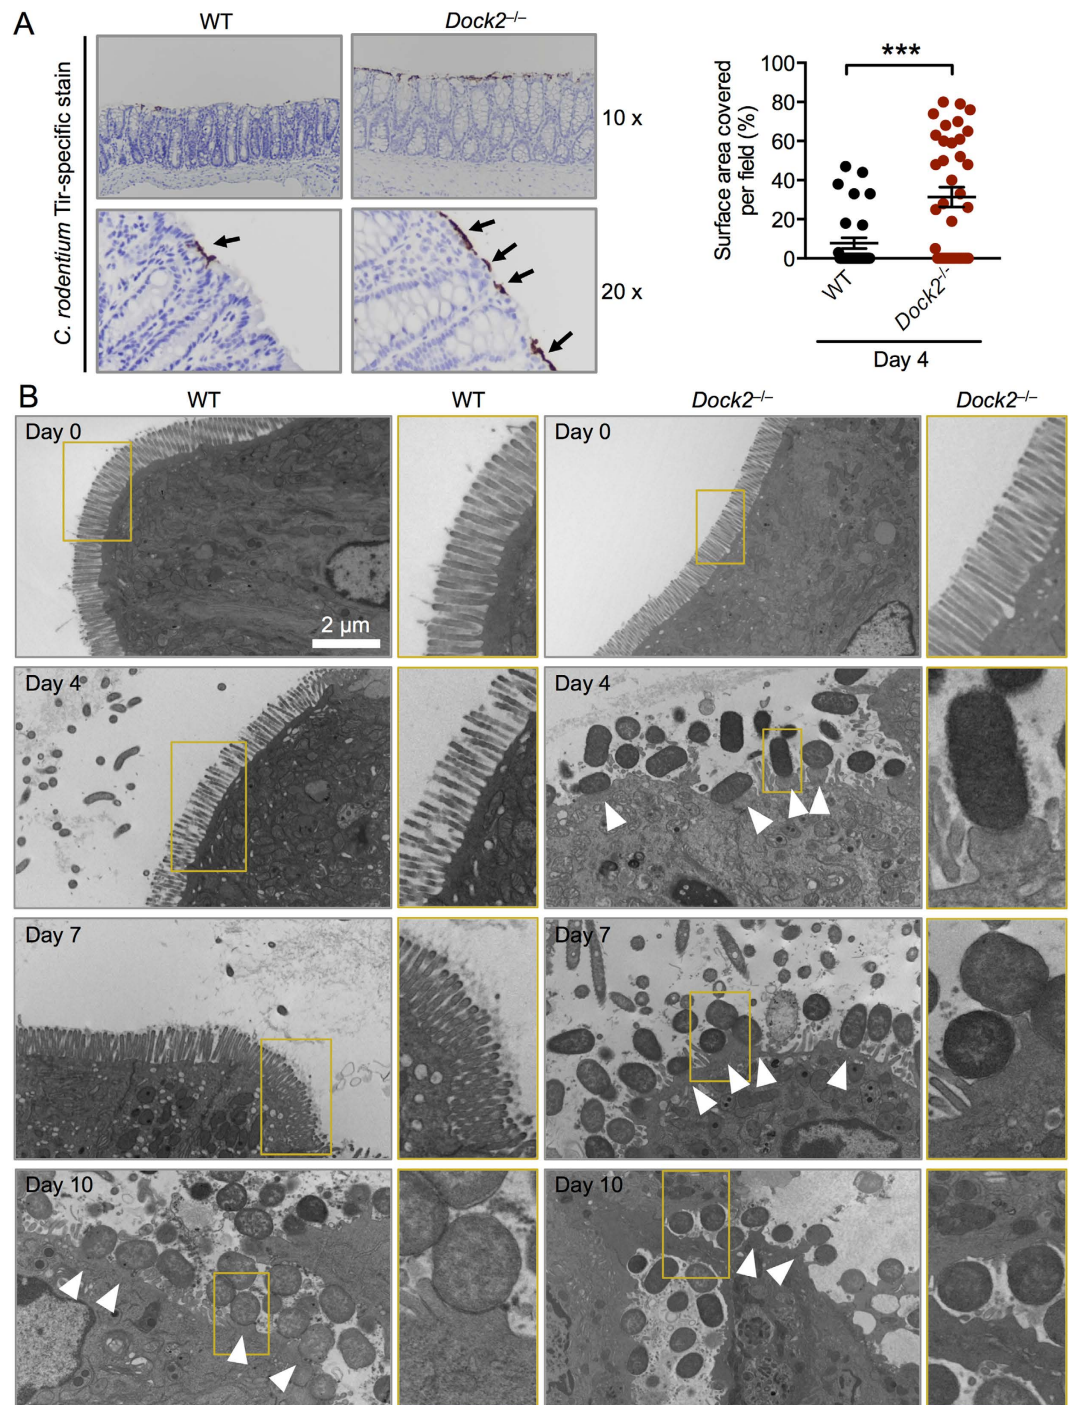 A
WT
Dock2–/–
C. rodentium Tir-specific stain
10 x
20 x
***
Surface area covered
per field (%)
100
80
60
40
20
0
WT
Dock2-/-
Day 4
B
WT
WT
Dock2–/–
Dock2–/–
Day 0
2 µm
Day 0
Day 4
Day 4
Day 7
Day 7
Day 10
Day 10